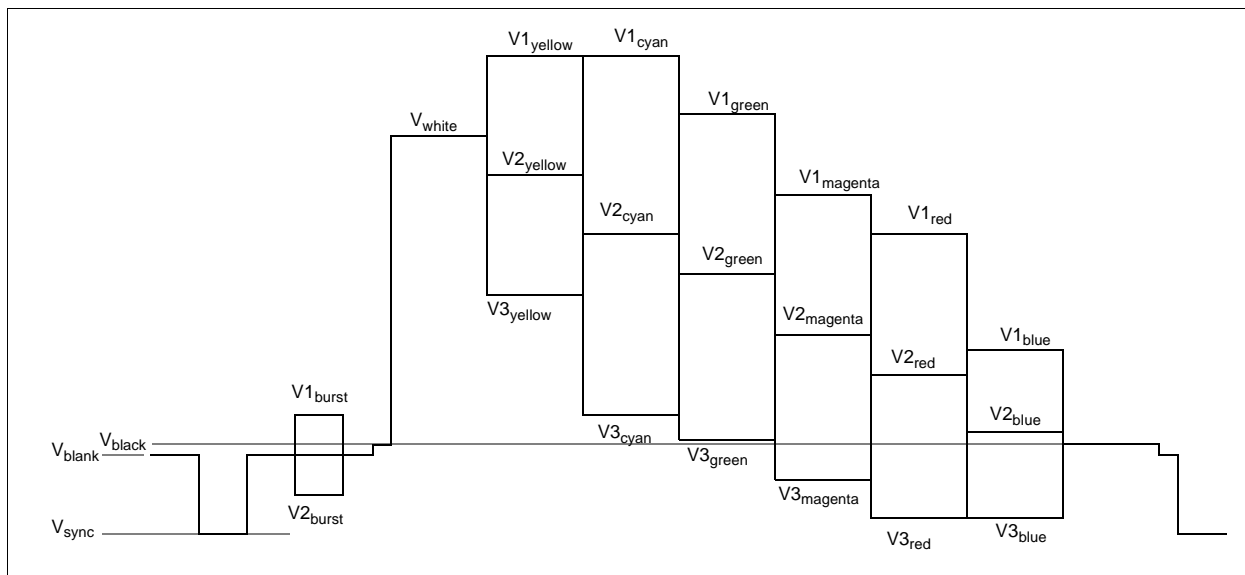 V1yellow
V1cyan
V1green
Vwhite
V2yellow
V1magenta
V2cyan
V1red
V2green
V3yellow
V2magenta
V1blue
V2red
V1burst
V2blue
V3cyan
Vblack
Vblank
V3green
V3magenta
V2burst
Vsync
V3red
V3blue